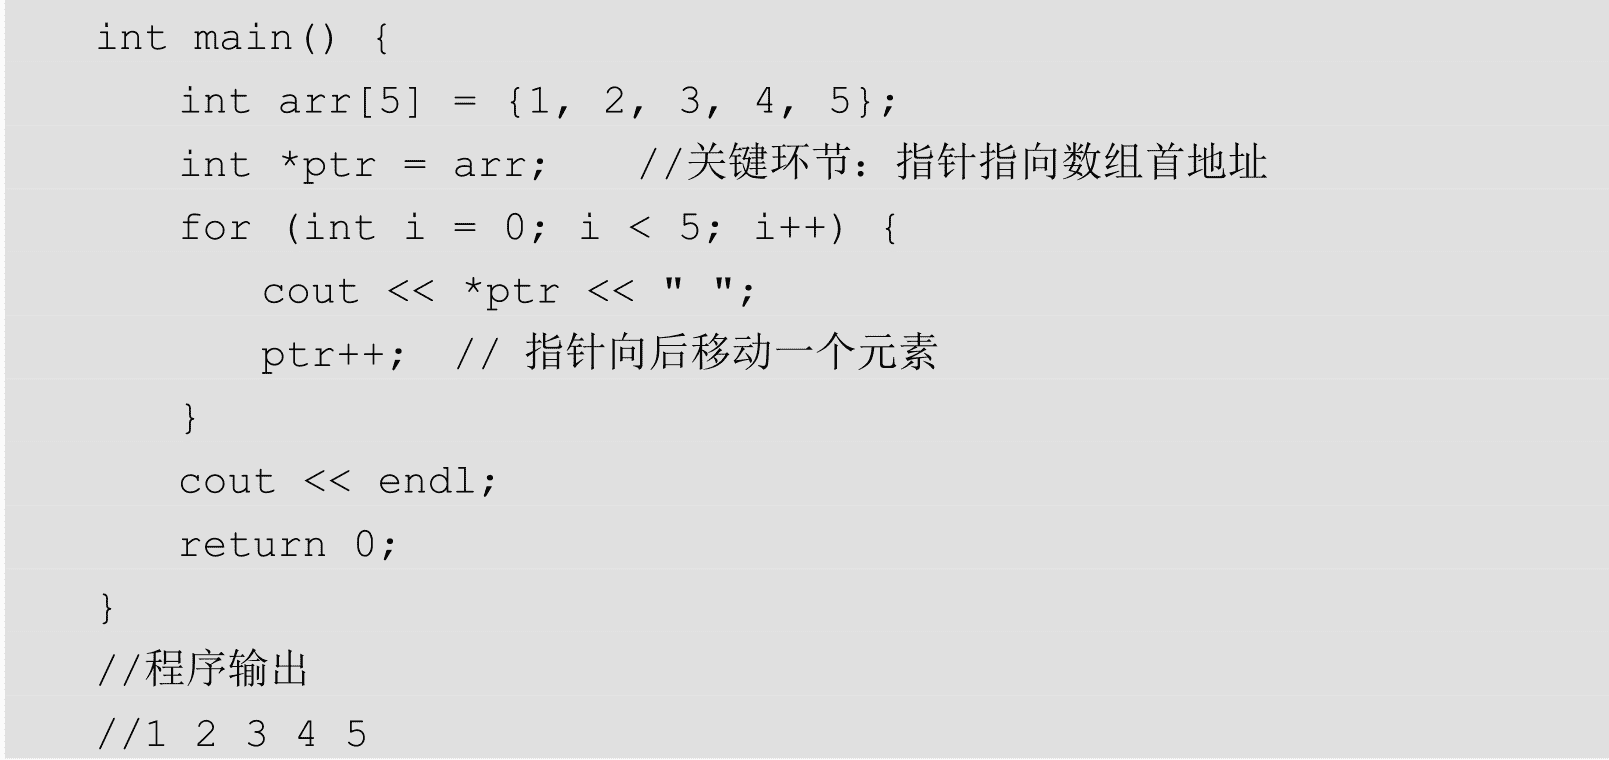 int main() {
    int arr[5] = {1, 2, 3, 4, 5};
    int *ptr = arr;    //关键环节：指针指向数组首地址
    for (int i = 0; i < 5; i++) {
        cout << *ptr << " ";
        ptr++;  // 指针向后移动一个元素
    }
    cout << endl;
    return 0;
}
//程序输出
//1 2 3 4 5